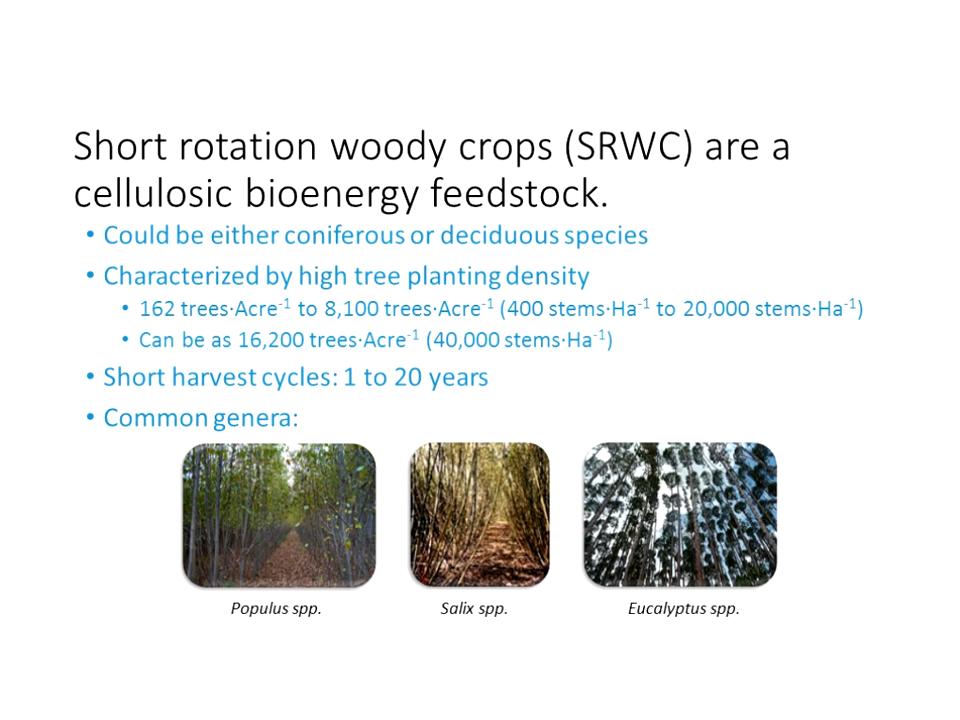 Short rotation woody crops (SRWC) are a
cellulosic bioenergy feedstock.
• Could be either coniferous or deciduous species
• Characterized by high tree planting density
• 162 trees·Acre⁻¹ to 8,100 trees·Acre⁻¹ (400 stems·Ha⁻¹ to 20,000 stems·Ha⁻¹)
• Can be as 16,200 trees·Acre⁻¹ (40,000 stems·Ha⁻¹)
• Short harvest cycles: 1 to 20 years
• Common genera:
Populus spp. Salix spp. Eucalyptus spp.